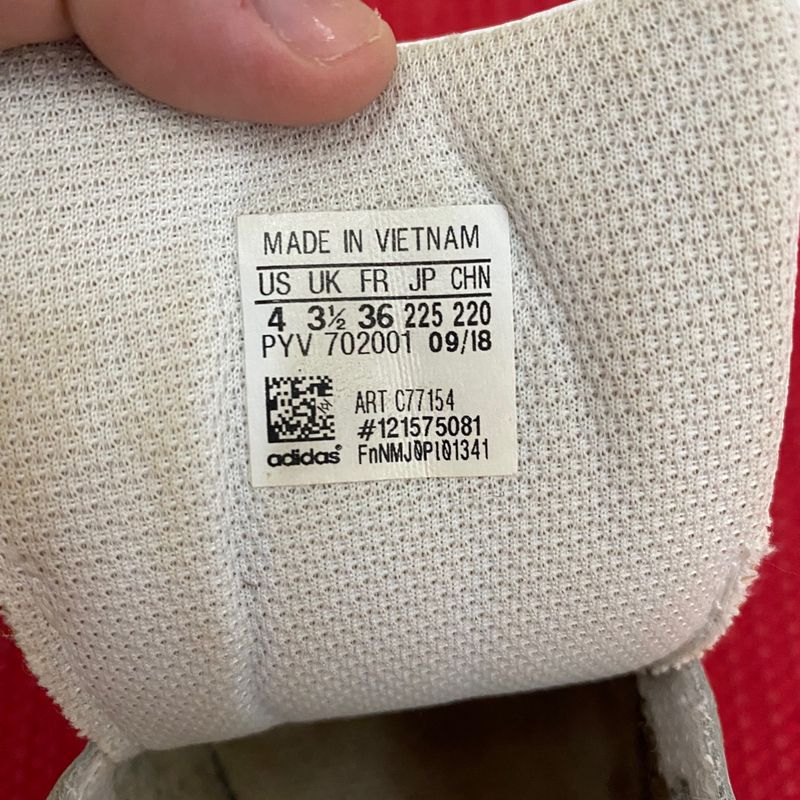 MADE IN VIETNAM
US UK FR JP CHN
4 3½ 36 225 220
PYV 702001 09/18
ART C77154
#121575081
adidas® FnNMJ0Pl01341